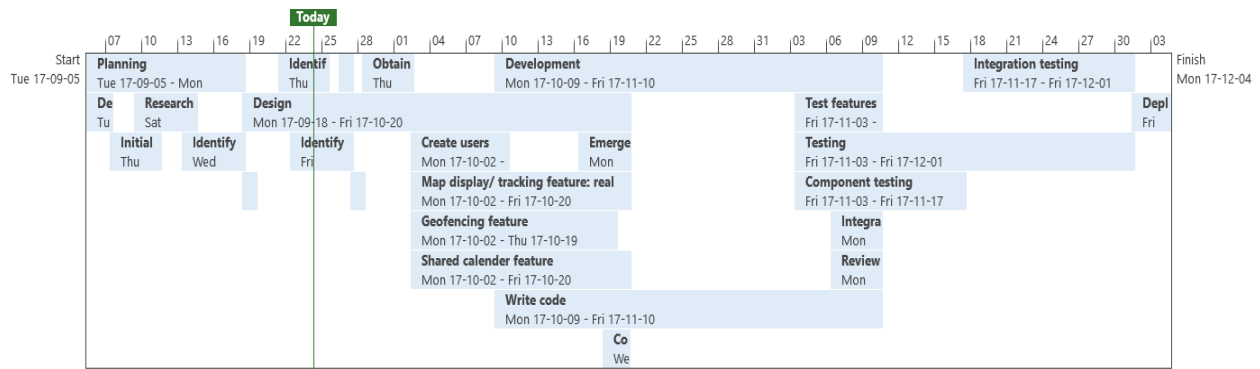 Today
07 10 13 16 19 22 25 28 01 04 07 10 13 16 19 22 25 28 31 03 06 09 12 15 18 21 24 27 30 03
Start
Tue 17-09-05
Finish
Mon 17-12-04
Planning
Tue 17-09-05 - Mon
Identif
Thu
Obtain
Thu
Development
Mon 17-10-09 - Fri 17-11-10
Integration testing
Fri 17-11-17 - Fri 17-12-01
De
Tu
Research
Sat
Design
Mon 17-09-18 - Fri 17-10-20
Test features
Fri 17-11-03 -
Depl
Fri
Initial
Thu
Identify
Wed
Identify
Fri
Create users
Mon 17-10-02 -
Emerge
Mon
Testing
Fri 17-11-03 - Fri 17-12-01
Map display/ tracking feature: real
Mon 17-10-02 - Fri 17-10-20
Component testing
Fri 17-11-03 - Fri 17-11-17
Geofencing feature
Mon 17-10-02 - Thu 17-10-19
Integra
Mon
Shared calender feature
Mon 17-10-02 - Fri 17-10-20
Review
Mon
Write code
Mon 17-10-09 - Fri 17-11-10
Co
We